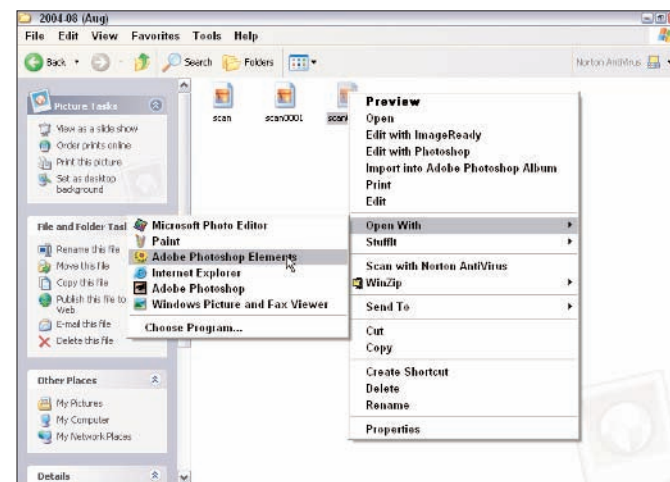 2004-08 (Aug)
File Edit View Favorites Tools Help
Back Search Folders
Norton AntiVirus
Picture Tasks
View as a slide show
Order prints online
Print this picture
Set as desktop
background
File and Folder Tas
Rename this file
Move this file
Copy this file
Publish this file to
Web
E-mail this file
Delete this file
Other Places
My Pictures
My Computer
My Network Places
Details
scan scan0001
Preview
Open
Edit with ImageReady
Edit with Photoshop
Import into Adobe Photoshop Album
Print
Edit
Open With
StuffIt
Scan with Norton AntiVirus
WinZip
Send To
Cut
Copy
Create Shortcut
Delete
Rename
Properties
Microsoft Photo Editor
Paint
Adobe Photoshop Elements
Internet Explorer
Adobe Photoshop
Windows Picture and Fax Viewer
Choose Program...